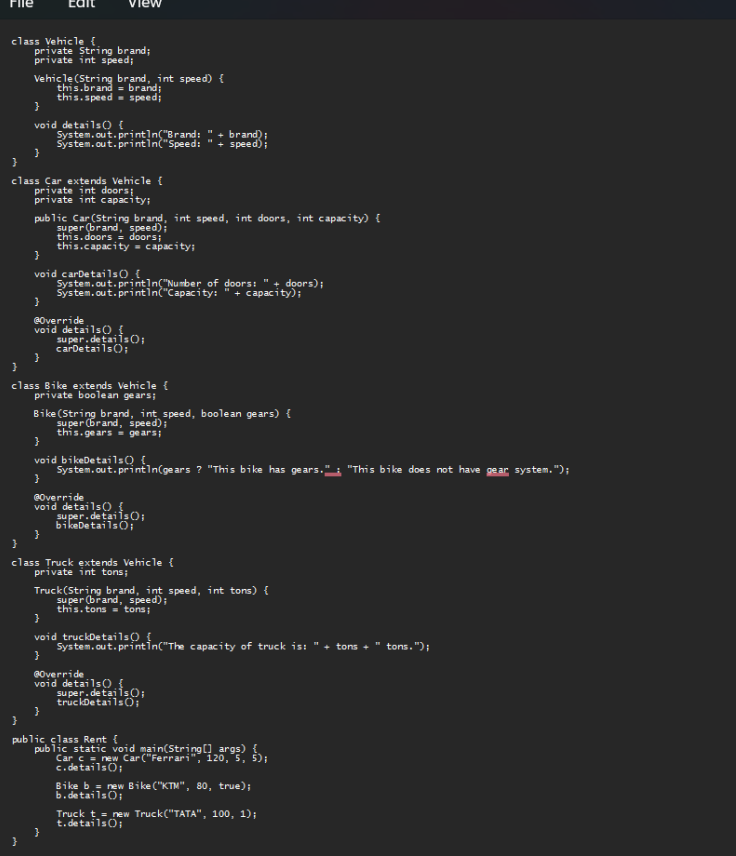 File Edit View
class Vehicle {
    private String brand;
    private int speed;

    Vehicle(String brand, int speed) {
        this.brand = brand;
        this.speed = speed;
    }

    void details() {
        System.out.println("Brand: " + brand);
        System.out.println("Speed: " + speed);
    }
}

class Car extends Vehicle {
    private int doors;
    private int capacity;

    public Car(String brand, int speed, int doors, int capacity) {
        super(brand, speed);
        this.doors = doors;
        this.capacity = capacity;
    }

    void carDetails() {
        System.out.println("Number of doors: " + doors);
        System.out.println("Capacity: " + capacity);
    }

    @Override
    void details() {
        super.details();
        carDetails();
    }
}

class Bike extends Vehicle {
    private boolean gears;

    Bike(String brand, int speed, boolean gears) {
        super(brand, speed);
        this.gears = gears;
    }

    void bikeDetails() {
        System.out.println(gears ? "This bike has gears." : "This bike does not have gear system.");
    }

    @Override
    void details() {
        super.details();
        bikeDetails();
    }
}

class Truck extends Vehicle {
    private int tons;

    Truck(String brand, int speed, int tons) {
        super(brand, speed);
        this.tons = tons;
    }

    void truckDetails() {
        System.out.println("The capacity of truck is: " + tons + " tons.");
    }

    @Override
    void details() {
        super.details();
        truckDetails();
    }
}

public class Rent {
    public static void main(String[] args) {
        Car c = new Car("Ferrari", 120, 5, 5);
        c.details();

        Bike b = new Bike("KTM", 80, true);
        b.details();

        Truck t = new Truck("TATA", 100, 1);
        t.details();
    }
}